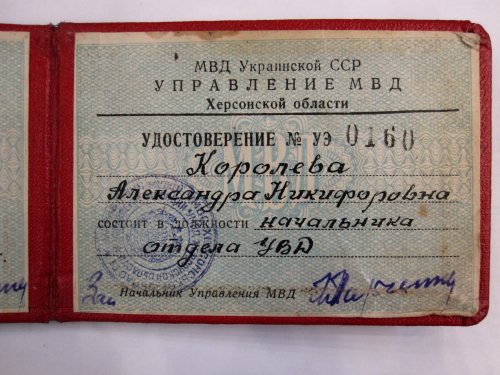 МВД Украинской ССР
УПРАВЛЕНИЕ МВД
Херсонской области
УДОСТОВЕРЕНИЕ № УЭ 0160
Королева
Александра Никифоровна
состоит в должности начальника
отдела УВД
Зам
Начальник Управления МВД